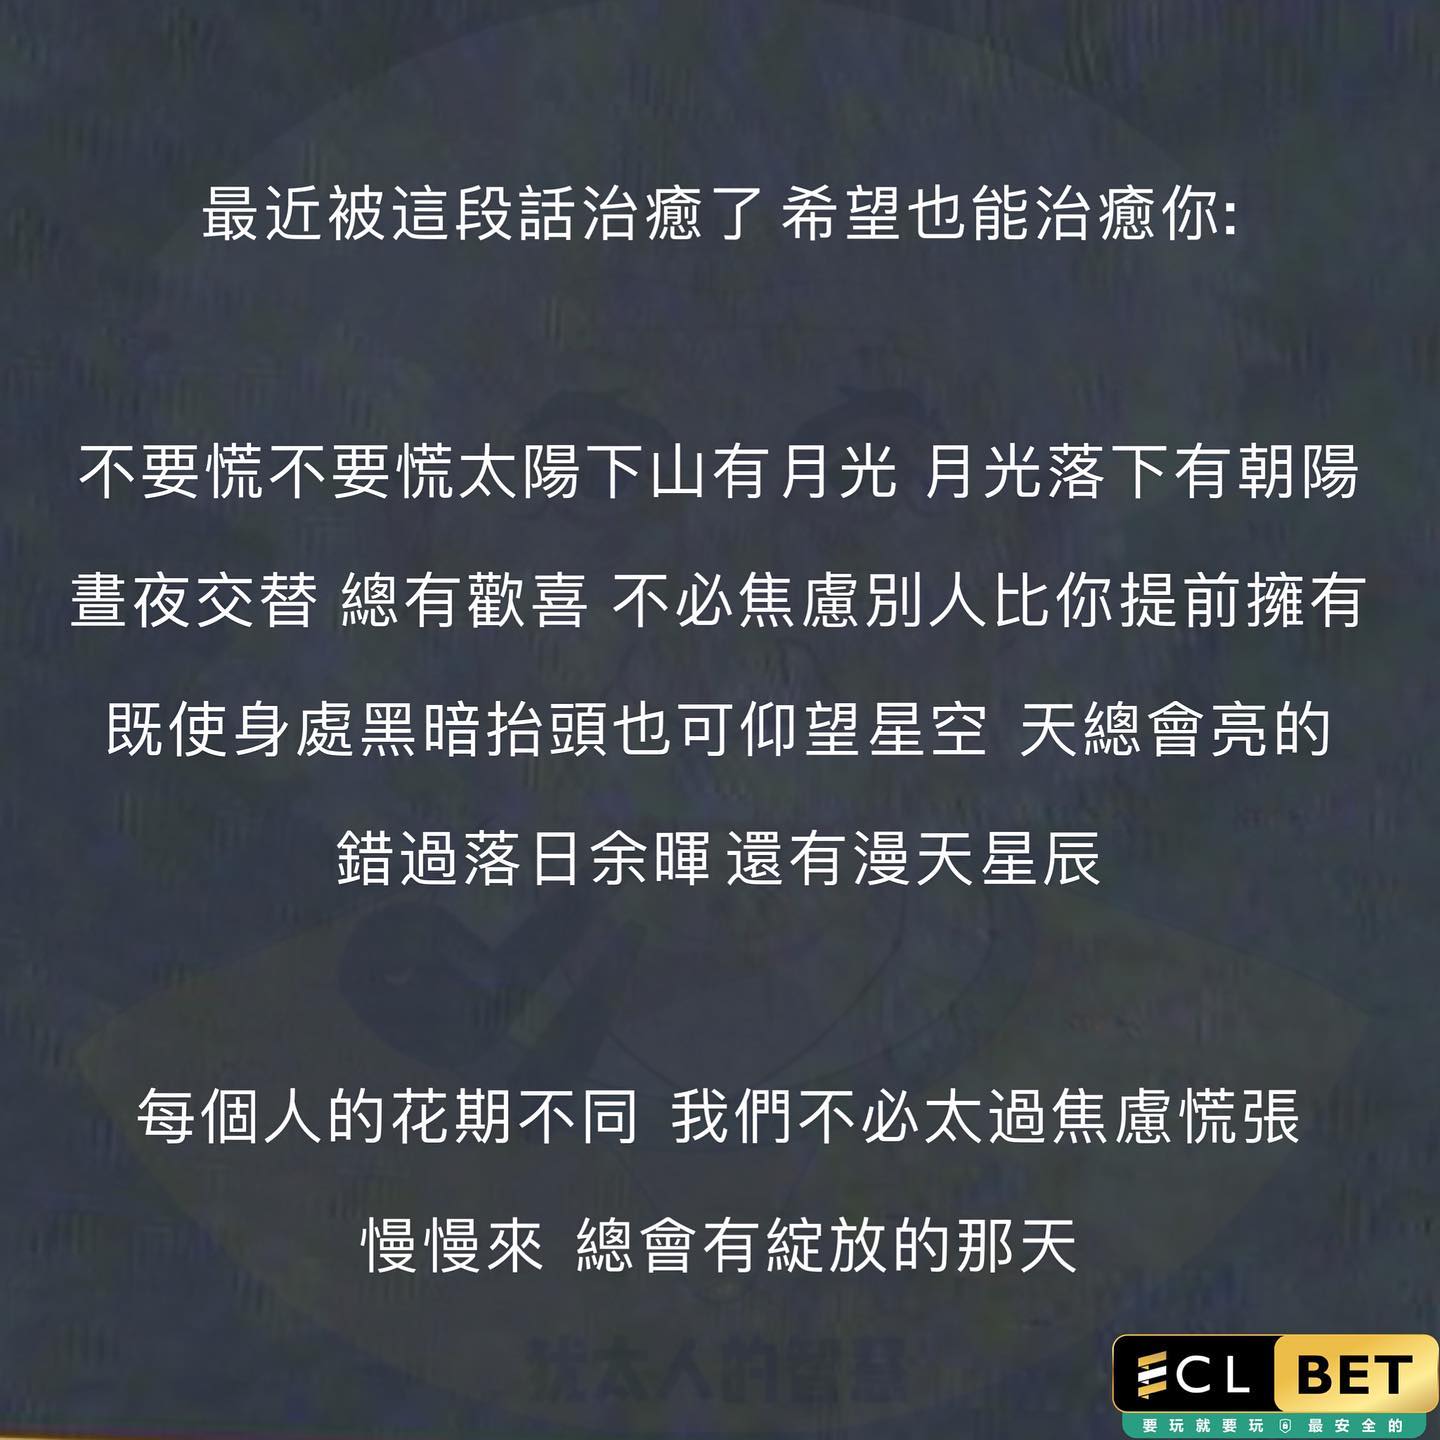 最近被這段話治癒了 希望也能治癒你:
不要慌不要慌太陽下山有月光 月光落下有朝陽
晝夜交替 總有歡喜 不必焦慮別人比你提前擁有
既使身處黑暗抬頭也可仰望星空 天總會亮的
錯過落日余暉 還有漫天星辰
每個人的花期不同 我們不必太過焦慮慌張
慢慢來 總會有綻放的那天
犹太人的智慧
ECL BET
要玩就要玩 最安全的